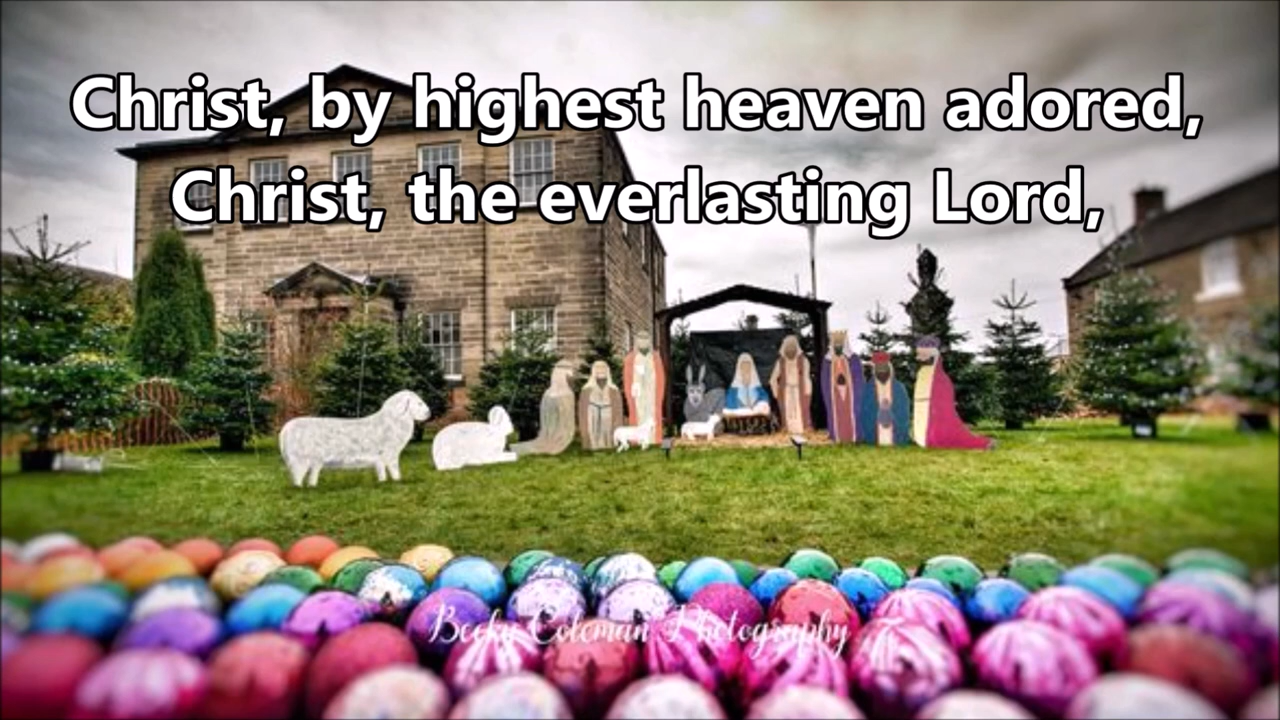 Christ, by highest heaven adored,
Christ, the everlasting Lord,
Becky Coleman Photography